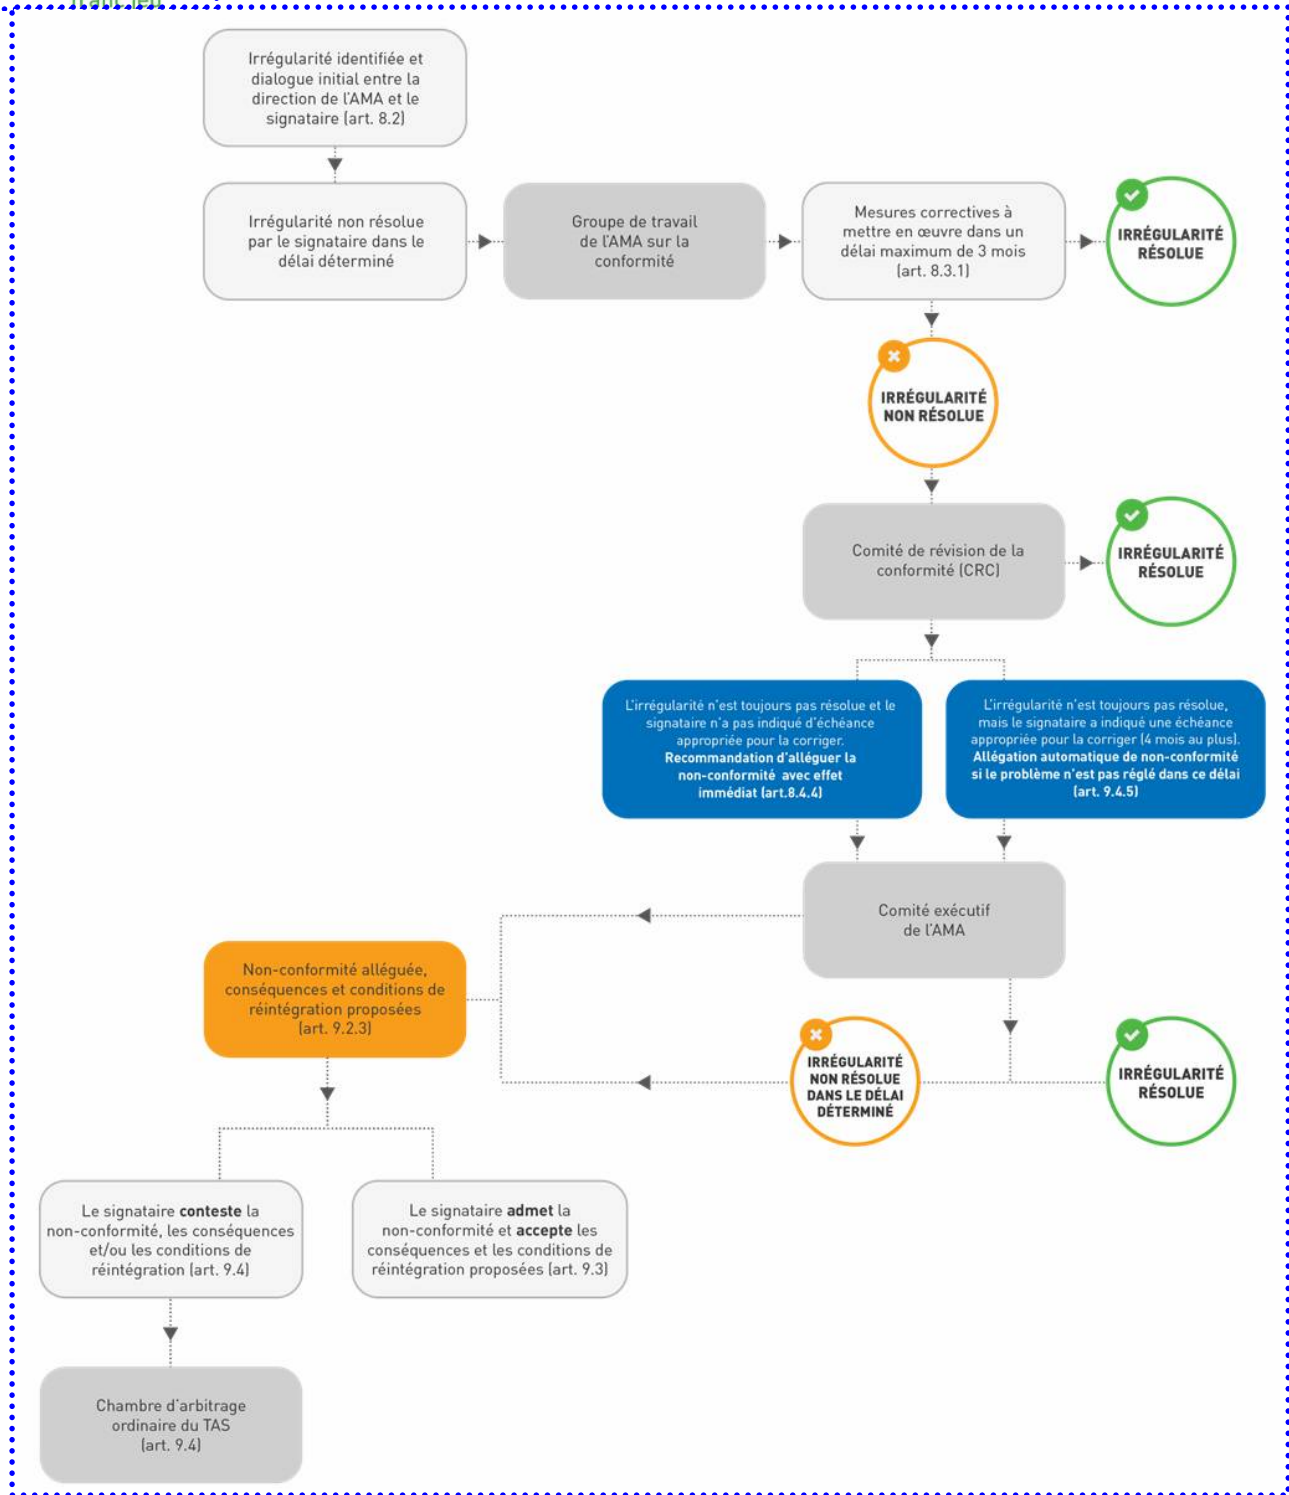 Irrégularité identifiée et
dialogue initial entre la
direction de l'AMA et le
signataire (art. 8.2)
Irrégularité non résolue
par le signataire dans le
délai déterminé
Groupe de travail
de l'AMA sur la
conformité
Mesures correctives à
mettre en œuvre dans un
délai maximum de 3 mois
(art. 8.3.1)
IRRÉGULARITÉ
RÉSOLUE
IRRÉGULARITÉ
NON RÉSOLUE
Comité de révision de la
conformité (CRC)
IRRÉGULARITÉ
RÉSOLUE
L'irrégularité n'est toujours pas résolue et le
signataire n'a pas indiqué d'échéance
appropriée pour la corriger.
Recommandation d'alléguer la
non-conformité avec effet
immédiat (art.8.4.4)
L'irrégularité n'est toujours pas résolue,
mais le signataire a indiqué une échéance
appropriée pour la corriger (4 mois au plus).
Allégation automatique de non-conformité
si le problème n'est pas réglé dans ce délai
(art. 9.4.5)
Comité exécutif
de l'AMA
Non-conformité alléguée,
conséquences et conditions de
réintégration proposées
(art. 9.2.3)
IRRÉGULARITÉ
NON RÉSOLUE
DANS LE DÉLAI
DÉTERMINÉ
IRRÉGULARITÉ
RÉSOLUE
Le signataire conteste la
non-conformité, les conséquences
et/ou les conditions de
réintégration (art. 9.4)
Le signataire admet la
non-conformité et accepte les
conséquences et les conditions de
réintégration proposées (art. 9.3)
Chambre d'arbitrage
ordinaire du TAS
(art. 9.4)